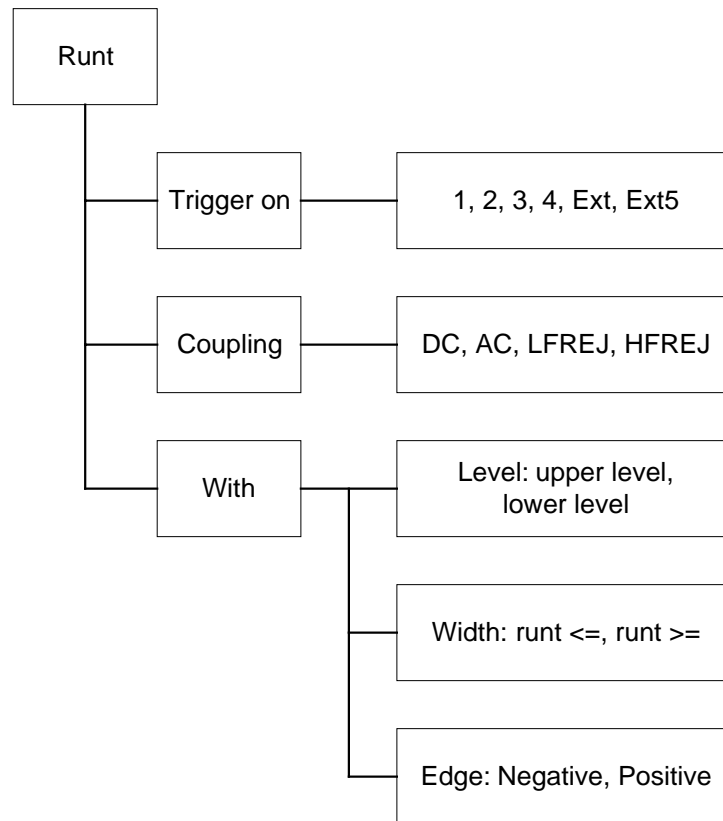 Runt
Trigger on
1, 2, 3, 4, Ext, Ext5
Coupling
DC, AC, LFREJ, HFREJ
With
Level: upper level,
lower level
Width: runt <=, runt >=
Edge: Negative, Positive